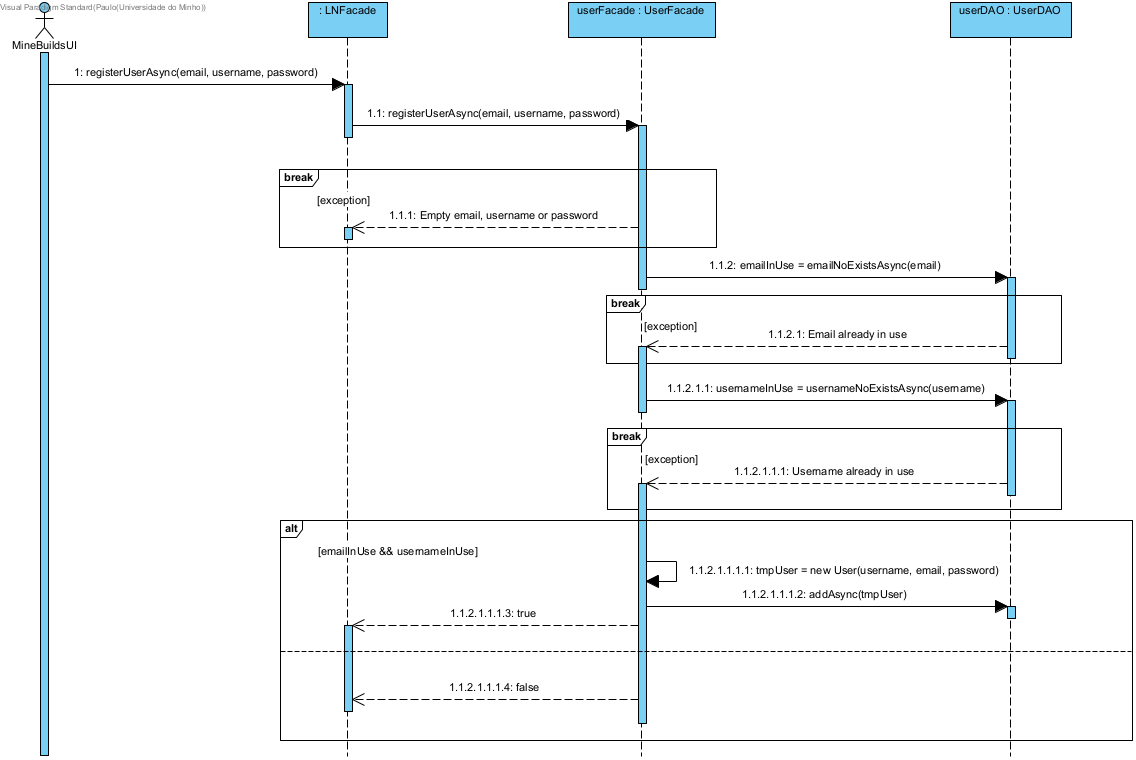 Visual Paradigm Standard(Paulo(Universidade do Minho))
MineBuildsUI
: LNFacade
userFacade : UserFacade
userDAO : UserDAO
1: registerUserAsync(email, username, password)
1.1: registerUserAsync(email, username, password)
break
[exception]
1.1.1: Empty email, username or password
1.1.2: emailInUse = emailNoExistsAsync(email)
break
[exception]
1.1.2.1: Email already in use
1.1.2.1.1: usernameInUse = usernameNoExistsAsync(username)
break
[exception]
1.1.2.1.1.1: Username already in use
alt
[emailInUse && usernameInUse]
1.1.2.1.1.1.1: tmpUser = new User(username, email, password)
1.1.2.1.1.1.2: addAsync(tmpUser)
1.1.2.1.1.1.3: true
1.1.2.1.1.1.4: false